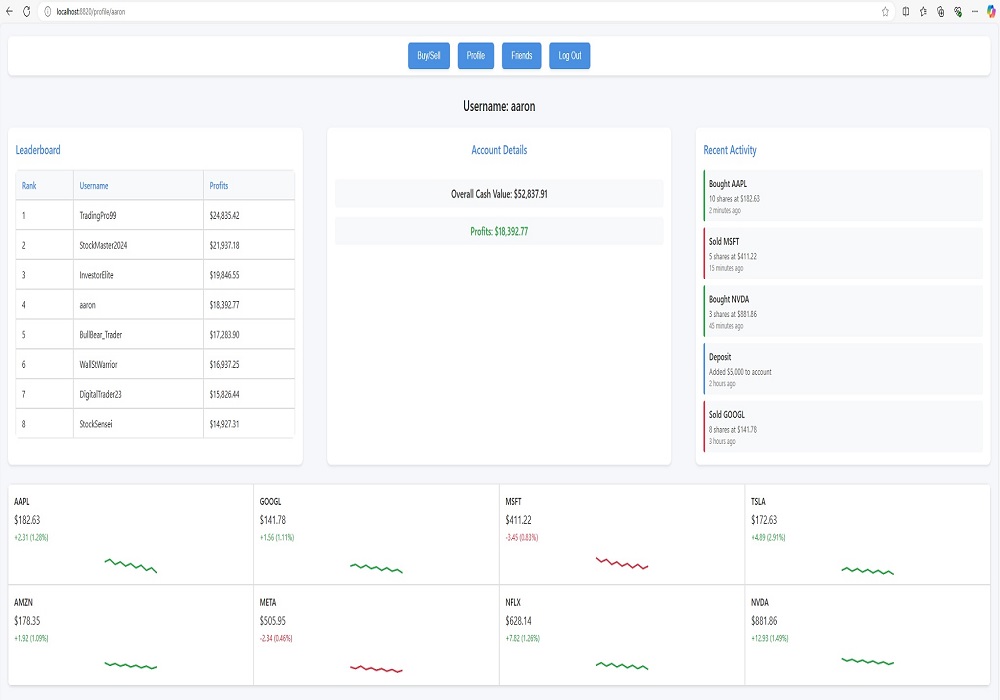 localhost:8820/profile/aaron
Buy/Sell Profile Friends Log Out
Username: aaron
Leaderboard
Rank Username Profits
1 TradingPro99 $24,835.42
2 StockMaster2024 $21,937.18
3 InvestorElite $19,846.55
4 aaron $18,392.77
5 BullBear_Trader $17,283.90
6 WallStWarrior $16,937.25
7 DigitalTrader23 $15,826.44
8 StockSensei $14,927.31
Account Details
Overall Cash Value: $52,837.91
Profits: $18,392.77
Recent Activity
Bought AAPL
10 shares at $182.63
2 minutes ago
Sold MSFT
5 shares at $411.22
15 minutes ago
Bought NVDA
3 shares at $881.86
45 minutes ago
Deposit
Added $5,000 to account
2 hours ago
Sold GOOGL
8 shares at $141.78
3 hours ago
AAPL
$182.63
+2.31 (1.28%)
GOOGL
$141.78
+1.56 (1.11%)
MSFT
$411.22
-3.45 (0.83%)
TSLA
$172.63
+4.89 (2.91%)
AMZN
$178.35
+1.92 (1.09%)
META
$505.95
-2.34 (0.46%)
NFLX
$628.14
+7.82 (1.26%)
NVDA
$881.86
+12.93 (1.49%)